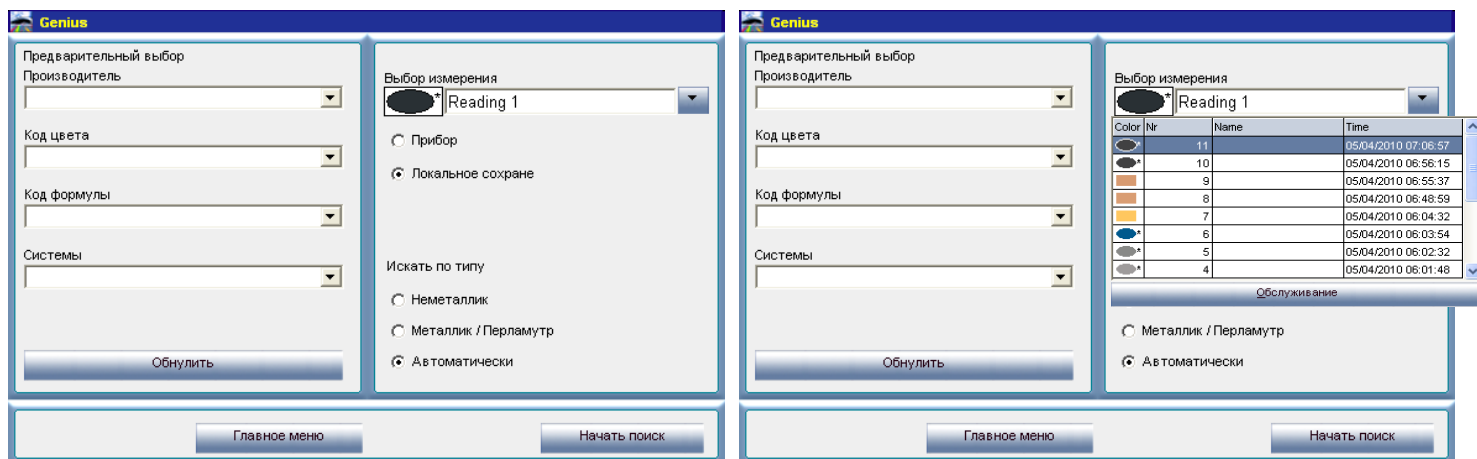 Genius
Предварительный выбор
Производитель
Код цвета
Код формулы
Системы
Обнулить
Выбор измерения
* Reading 1
Прибор
Локальное сохране
Искать по типу
Неметаллик
Металлик / Перламутр
Автоматически
Главное меню
Начать поиск
Genius
Предварительный выбор
Производитель
Код цвета
Код формулы
Системы
Обнулить
Выбор измерения
* Reading 1
Color Nr Name Time
* 11 05/04/2010 07:06:57
* 10 05/04/2010 06:56:15
9 05/04/2010 06:55:37
8 05/04/2010 06:48:59
7 05/04/2010 06:04:32
* 6 05/04/2010 06:03:54
* 5 05/04/2010 06:02:32
* 4 05/04/2010 06:01:48
Обслуживание
Металлик / Перламутр
Автоматически
Главное меню
Начать поиск